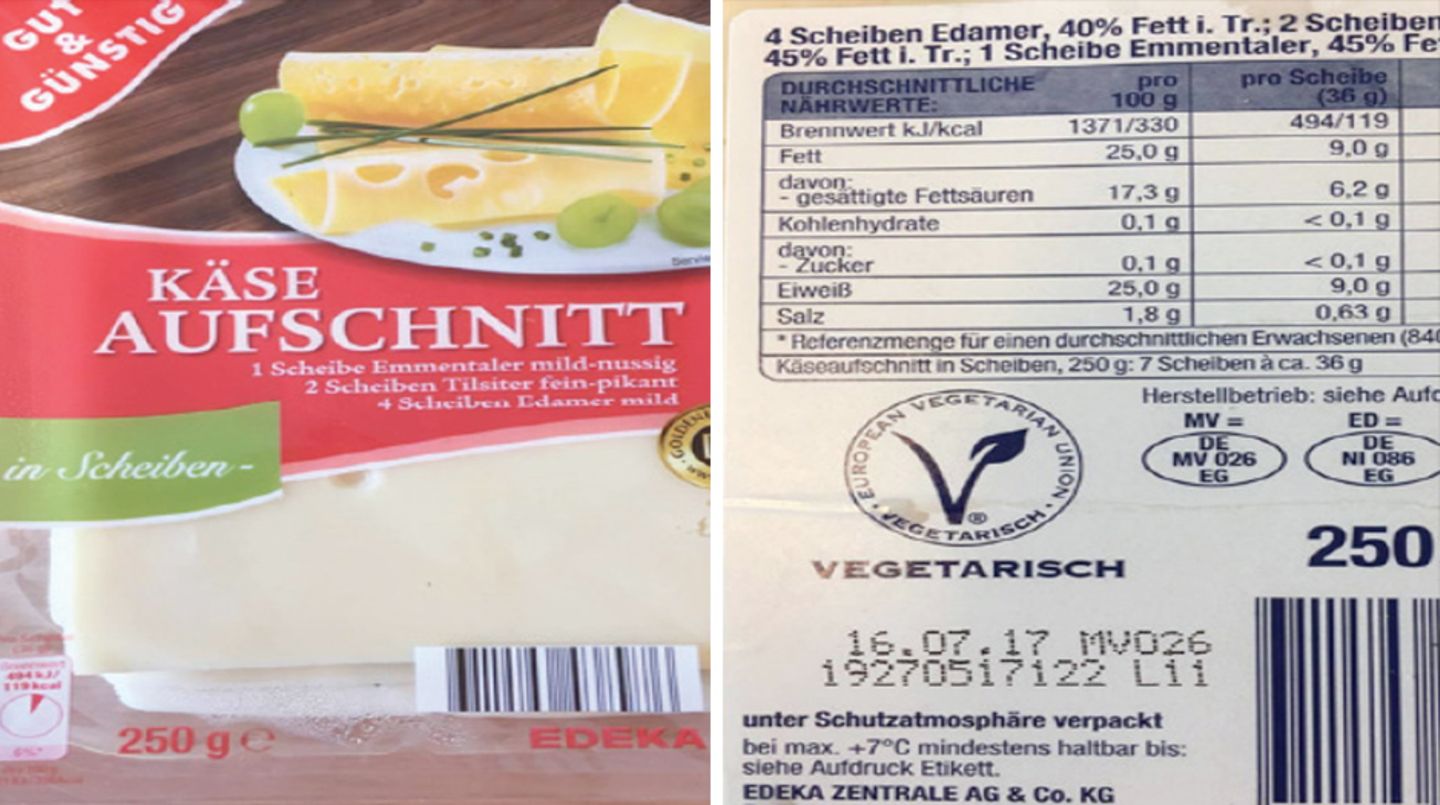 GUT
&
GÜNSTIG
KÄSE
AUFSCHNITT
1 Scheibe Emmentaler mild-nussig
2 Scheiben Tilsiter fein-pikant
4 Scheiben Edamer mild
in Scheiben -
GOLDENE
Brennwert
494 kJ/
119 kcal
6%*
250 g e
EDEKA
4 Scheiben Edamer, 40% Fett i. Tr.; 2 Scheiben
45% Fett i. Tr.; 1 Scheibe Emmentaler, 45%
DURCHSCHNITTLICHE NÄHRWERTE: pro 100 g pro Scheibe (36 g)
Brennwert kJ/kcal 1371/330 494/119
Fett 25,0 g 9,0 g
davon:
- gesättigte Fettsäuren 17,3 g 6,2 g
Kohlenhydrate 0,1 g < 0,1 g
davon:
- Zucker 0,1 g < 0,1 g
Eiweiß 25,0 g 9,0 g
Salz 1,8 g 0,63 g
* Referenzmenge für einen durchschnittlichen Erwachsenen (840
Käseaufschnitt in Scheiben, 250 g: 7 Scheiben à ca. 36 g
EUROPEAN VEGETARIAN UNION
· VEGETARISCH ·
®
VEGETARISCH
Herstellbetrieb: siehe
MV = ED =
DE DE
MV 026 NI 086
EG EG
250
16.07.17 MV026
19270517122 L11
unter Schutzatmosphäre verpackt
bei max. +7°C mindestens haltbar bis:
siehe Aufdruck Etikett.
EDEKA ZENTRALE AG & Co. KG